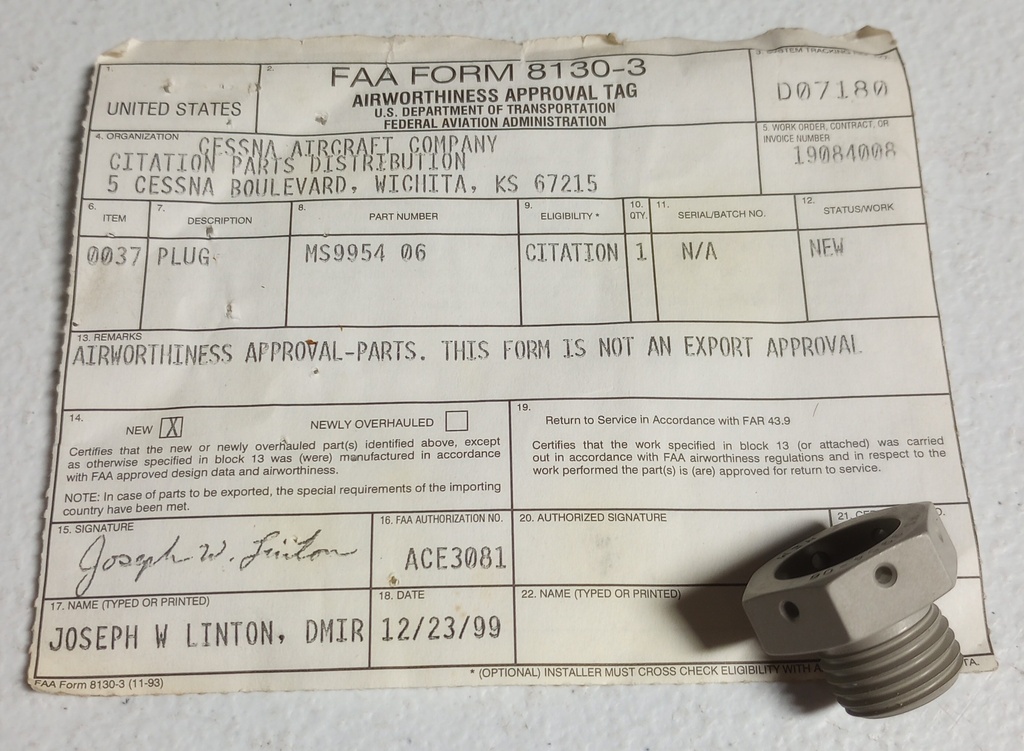 1.
UNITED STATES
2.
FAA FORM 8130-3
AIRWORTHINESS APPROVAL TAG
U.S. DEPARTMENT OF TRANSPORTATION
FEDERAL AVIATION ADMINISTRATION
3. SYSTEM TRACKING
D07180
4. ORGANIZATION
CESSNA AIRCRAFT COMPANY
CITATION PARTS DISTRIBUTION
5 CESSNA BOULEVARD, WICHITA, KS 67215
5. WORK ORDER, CONTRACT, OR
INVOICE NUMBER
19084008
6. ITEM
7. DESCRIPTION
8. PART NUMBER
9. ELIGIBILITY *
10. QTY.
11. SERIAL/BATCH NO.
12. STATUS/WORK
0037 PLUG MS9954 06 CITATION 1 N/A NEW
13. REMARKS
AIRWORTHINESS APPROVAL-PARTS. THIS FORM IS NOT AN EXPORT APPROVAL
14.
NEW X NEWLY OVERHAULED
Certifies that the new or newly overhauled part(s) identified above, except
as otherwise specified in block 13 was (were) manufactured in accordance
with FAA approved design data and airworthiness.
NOTE: In case of parts to be exported, the special requirements of the importing
country have been met.
19.
Return to Service in Accordance with FAR 43.9
Certifies that the work specified in block 13 (or attached) was carried
out in accordance with FAA airworthiness regulations and in respect to
the work performed the part(s) is (are) approved for return to service.
15. SIGNATURE
Joseph W. Linton
16. FAA AUTHORIZATION NO.
ACE3081
20. AUTHORIZED SIGNATURE
21.
17. NAME (TYPED OR PRINTED)
JOSEPH W LINTON, DMIR
18. DATE
12/23/99
22. NAME (TYPED OR PRINTED)
* (OPTIONAL) INSTALLER MUST CROSS CHECK ELIGIBILITY WITH
FAA Form 8130-3 (11-93)